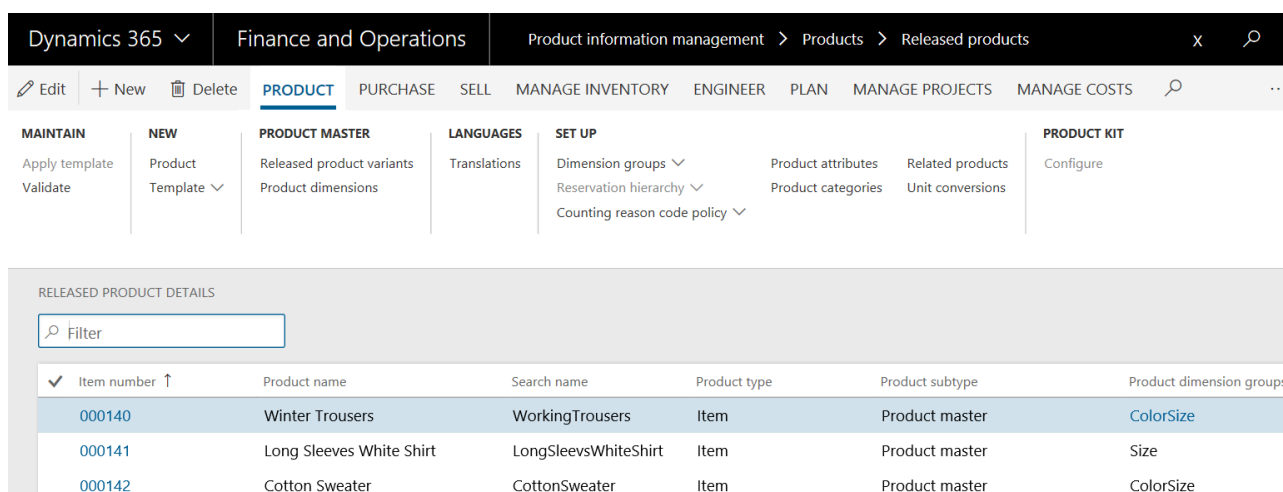 Dynamics 365 Finance and Operations Product information management > Products > Released products X
Edit New Delete PRODUCT PURCHASE SELL MANAGE INVENTORY ENGINEER PLAN MANAGE PROJECTS MANAGE COSTS ..
MAINTAIN NEW PRODUCT MASTER LANGUAGES SET UP PRODUCT KIT
Apply template Product Released product variants Translations Dimension groups Product attributes Related products Configure
Validate Template Product dimensions Reservation hierarchy Product categories Unit conversions
Counting reason code policy
RELEASED PRODUCT DETAILS
Filter
Item number ↑ Product name Search name Product type Product subtype Product dimension groups
000140 Winter Trousers WorkingTrousers Item Product master ColorSize
000141 Long Sleeves White Shirt LongSleevsWhiteShirt Item Product master Size
000142 Cotton Sweater CottonSweater Item Product master ColorSize